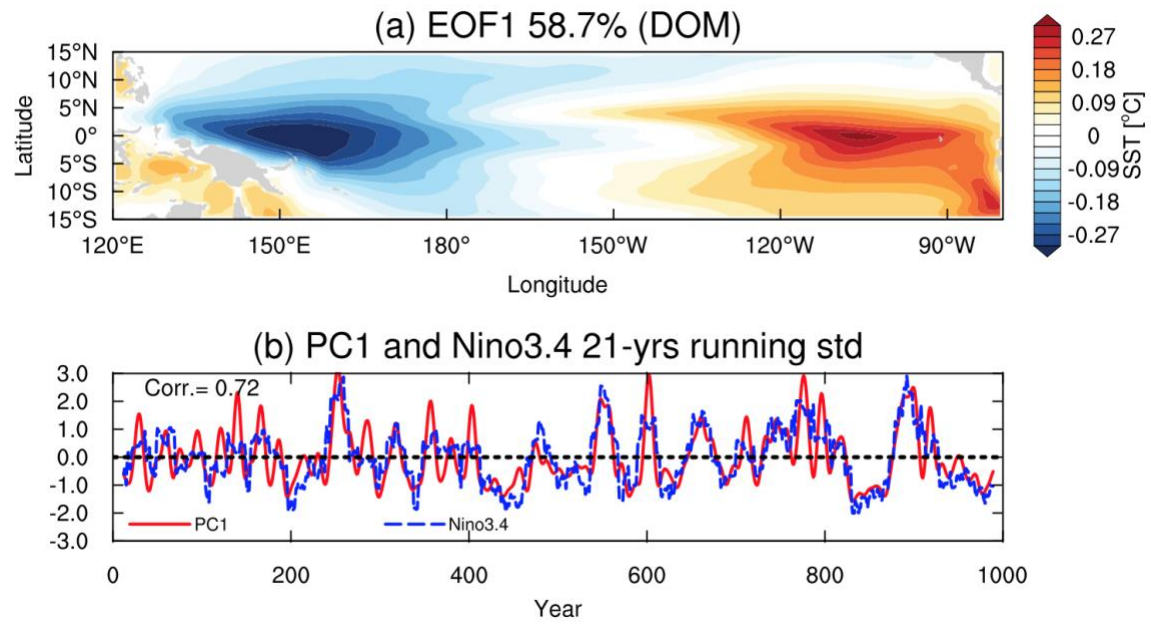 (a) EOF1 58.7% (DOM)
15°N
10°N
5°N
0°
5°S
10°S
15°S
Latitude
120°E 150°E 180° 150°W 120°W 90°W
Longitude
0.27
0.18
0.09
0
-0.09
-0.18
-0.27
SST [°C]
(b) PC1 and Nino3.4 21-yrs running std
3.0
2.0
1.0
0.0
-1.0
-2.0
-3.0
Corr.= 0.72
PC1 Nino3.4
0 200 400 600 800 1000
Year